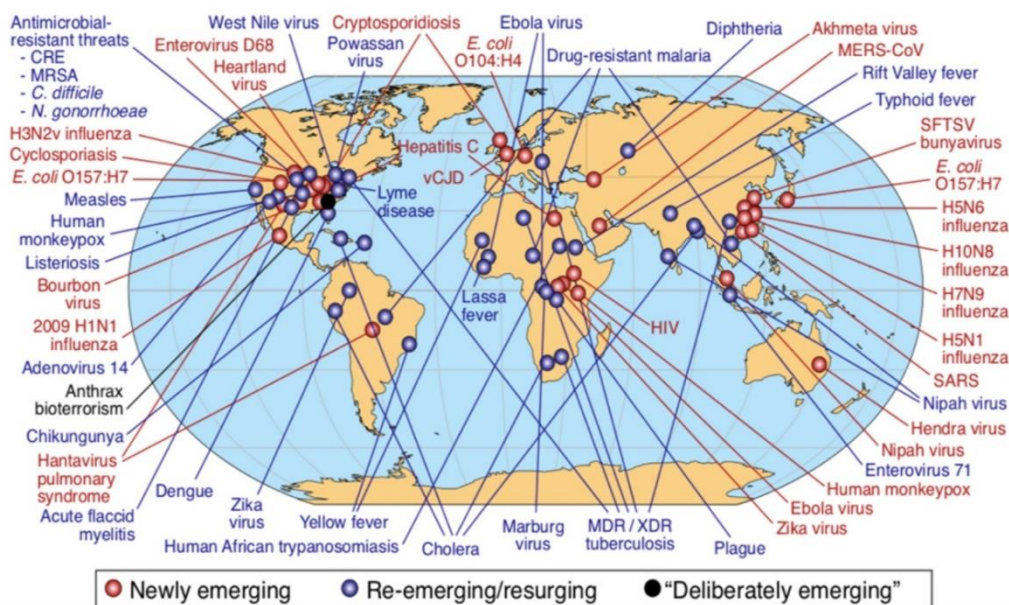 Antimicrobial-
resistant threats
- CRE
- MRSA
- C. difficile
- N. gonorrhoeae
West Nile virus
Enterovirus D68
Heartland
virus
Cryptosporidiosis
Powassan
virus
E. coli
O104:H4
Ebola virus
Drug-resistant malaria
Diphtheria
Akhmeta virus
MERS-CoV
Rift Valley fever
Typhoid fever
SFTSV
bunyavirus
E. coli
O157:H7
H5N6
influenza
H10N8
influenza
H7N9
influenza
H5N1
influenza
SARS
Nipah virus
Hendra virus
Nipah virus
Enterovirus 71
Human monkeypox
Ebola virus
Zika virus
H3N2v influenza
Cyclosporiasis
E. coli O157:H7
Measles
Human
monkeypox
Listeriosis
Bourbon
virus
2009 H1N1
influenza
Adenovirus 14
Anthrax
bioterrorism
Chikungunya
Hantavirus
pulmonary
syndrome
Acute flaccid
myelitis
Hepatitis C
vCJD
Lyme
disease
Lassa
fever
HIV
Dengue
Zika
virus
Yellow fever
Human African trypanosomiasis
Cholera
Marburg
virus
MDR / XDR
tuberculosis
Plague
Newly emerging
Re-emerging/resurging
“Deliberately emerging”